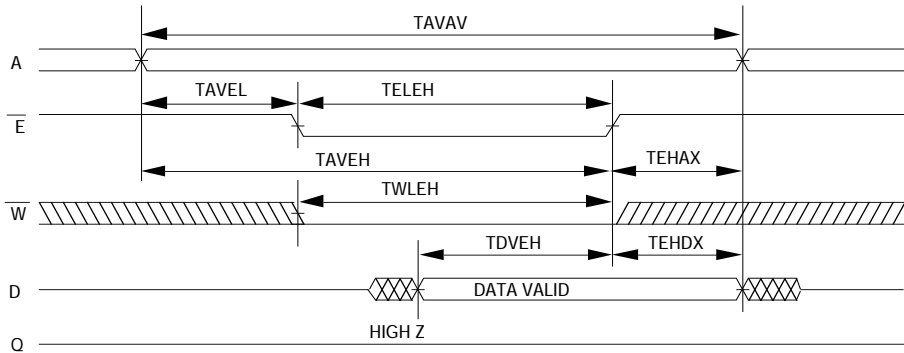 TAVAV
A
TAVEL TELEH
E
TAVEH TEHAX
TWLEH
W
TDVEH TEHDX
D DATA VALID
HIGH Z
Q